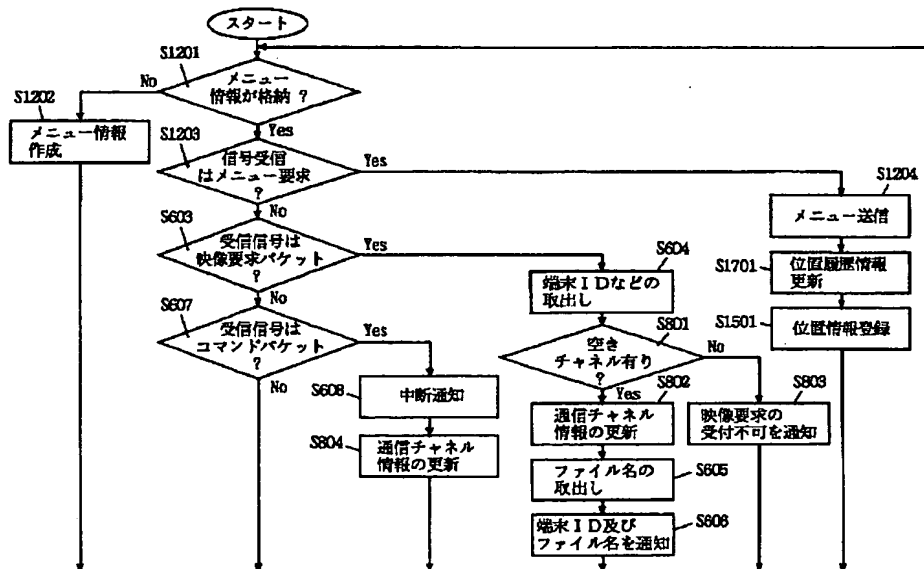 スタート
S1201
メニュー
情報が格納 ?
No
Yes
S1202
メニュー情報
作成
S1203
信号受信
はメニュー要求
?
Yes
No
S1204
メニュー送信
S1701
位置履歴情報
更新
S1501
位置情報登録
S603
受信信号は
映像要求パケット
?
Yes
No
S604
端末IDなどの
取出し
S607
受信信号は
コマンドパケット
?
Yes
No
S608
中断通知
S804
通信チャネル
情報の更新
S801
空き
チャネル有り
?
No
Yes
S802
通信チャネル
情報の更新
S803
映像要求の
受付不可を通知
S605
ファイル名の
取出し
S606
端末ID及び
ファイル名を通知